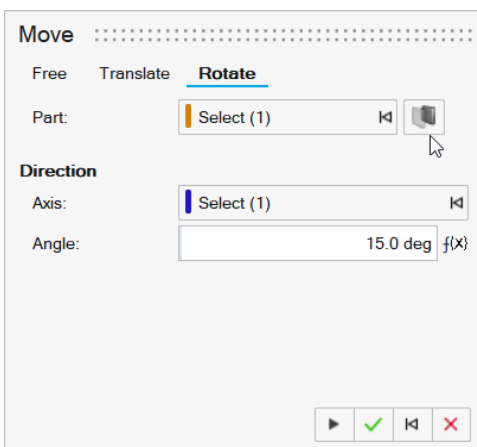 Move
Free Translate Rotate
Part: Select (1)
Direction
Axis: Select (1)
Angle: 15.0 deg ƒ(x)